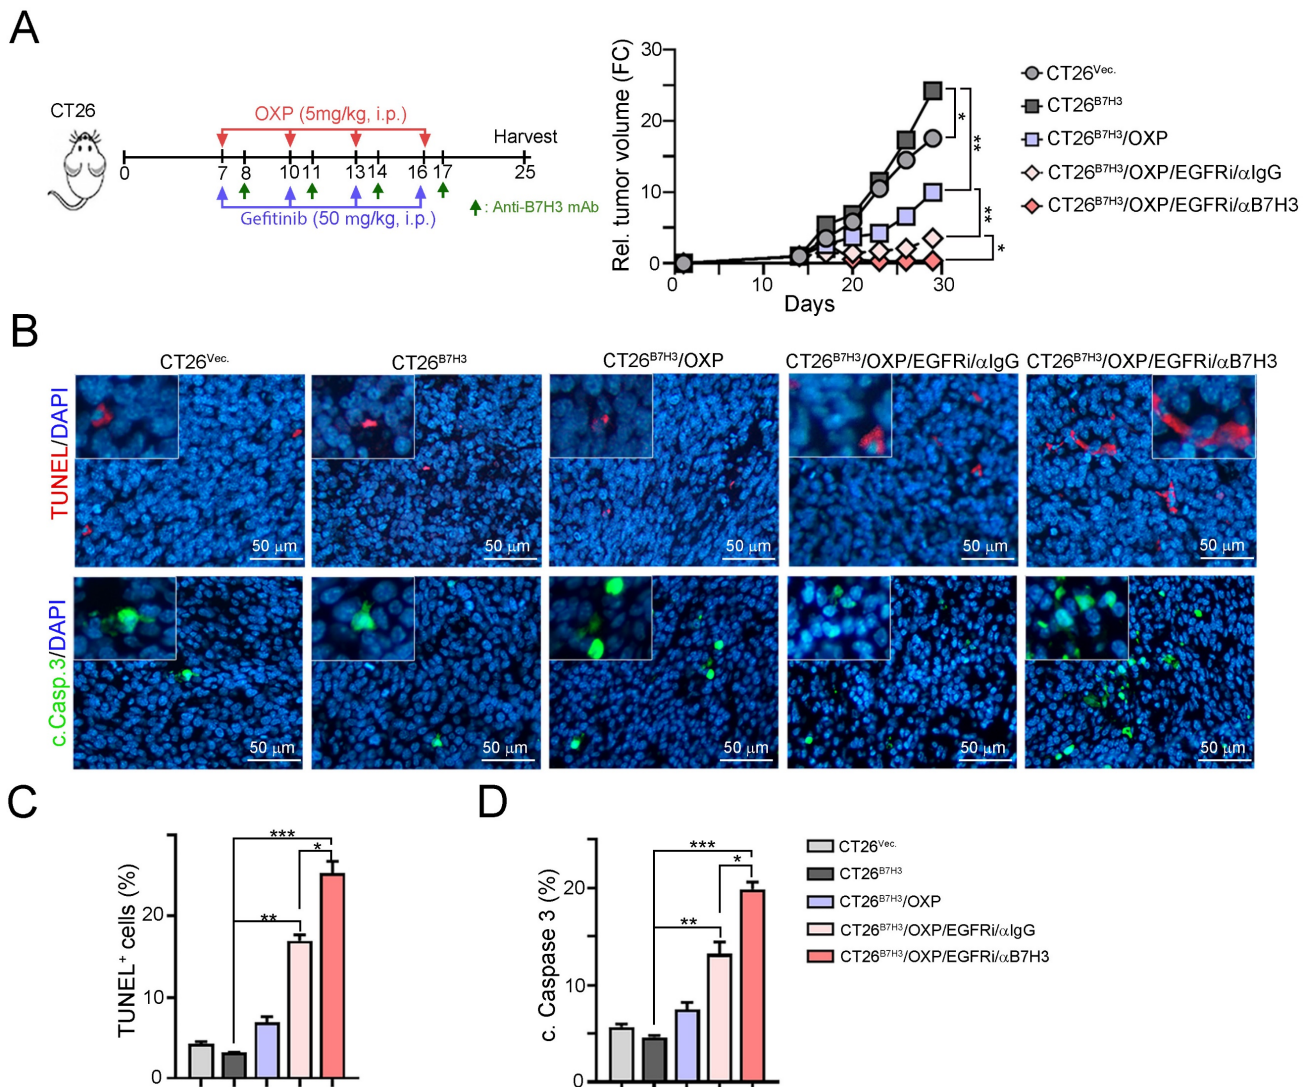 A
CT26
OXP (5mg/kg, i.p.)
Harvest
0 7 8 10 11 13 14 16 17 25
Gefitinib (50 mg/kg, i.p.)
: Anti-B7H3 mAb
Rel. tumor volume (FC)
30
20
10
0
0 10 20 30
Days
*
**
**
*
CT26Vec.
CT26B7H3
CT26B7H3/OXP
CT26B7H3/OXP/EGFRi/αIgG
CT26B7H3/OXP/EGFRi/αB7H3
B
CT26Vec. CT26B7H3 CT26B7H3/OXP CT26B7H3/OXP/EGFRi/αIgG CT26B7H3/OXP/EGFRi/αB7H3
TUNEL/DAPI
50 μm 50 μm 50 μm 50 μm 50 μm
c.Casp.3/DAPI
50 μm 50 μm 50 μm 50 μm 50 μm
C
TUNEL+ cells (%)
20
10
0
***
*
**
D
c. Caspase 3 (%)
20
10
0
***
*
**
CT26Vec.
CT26B7H3
CT26B7H3/OXP
CT26B7H3/OXP/EGFRi/αIgG
CT26B7H3/OXP/EGFRi/αB7H3